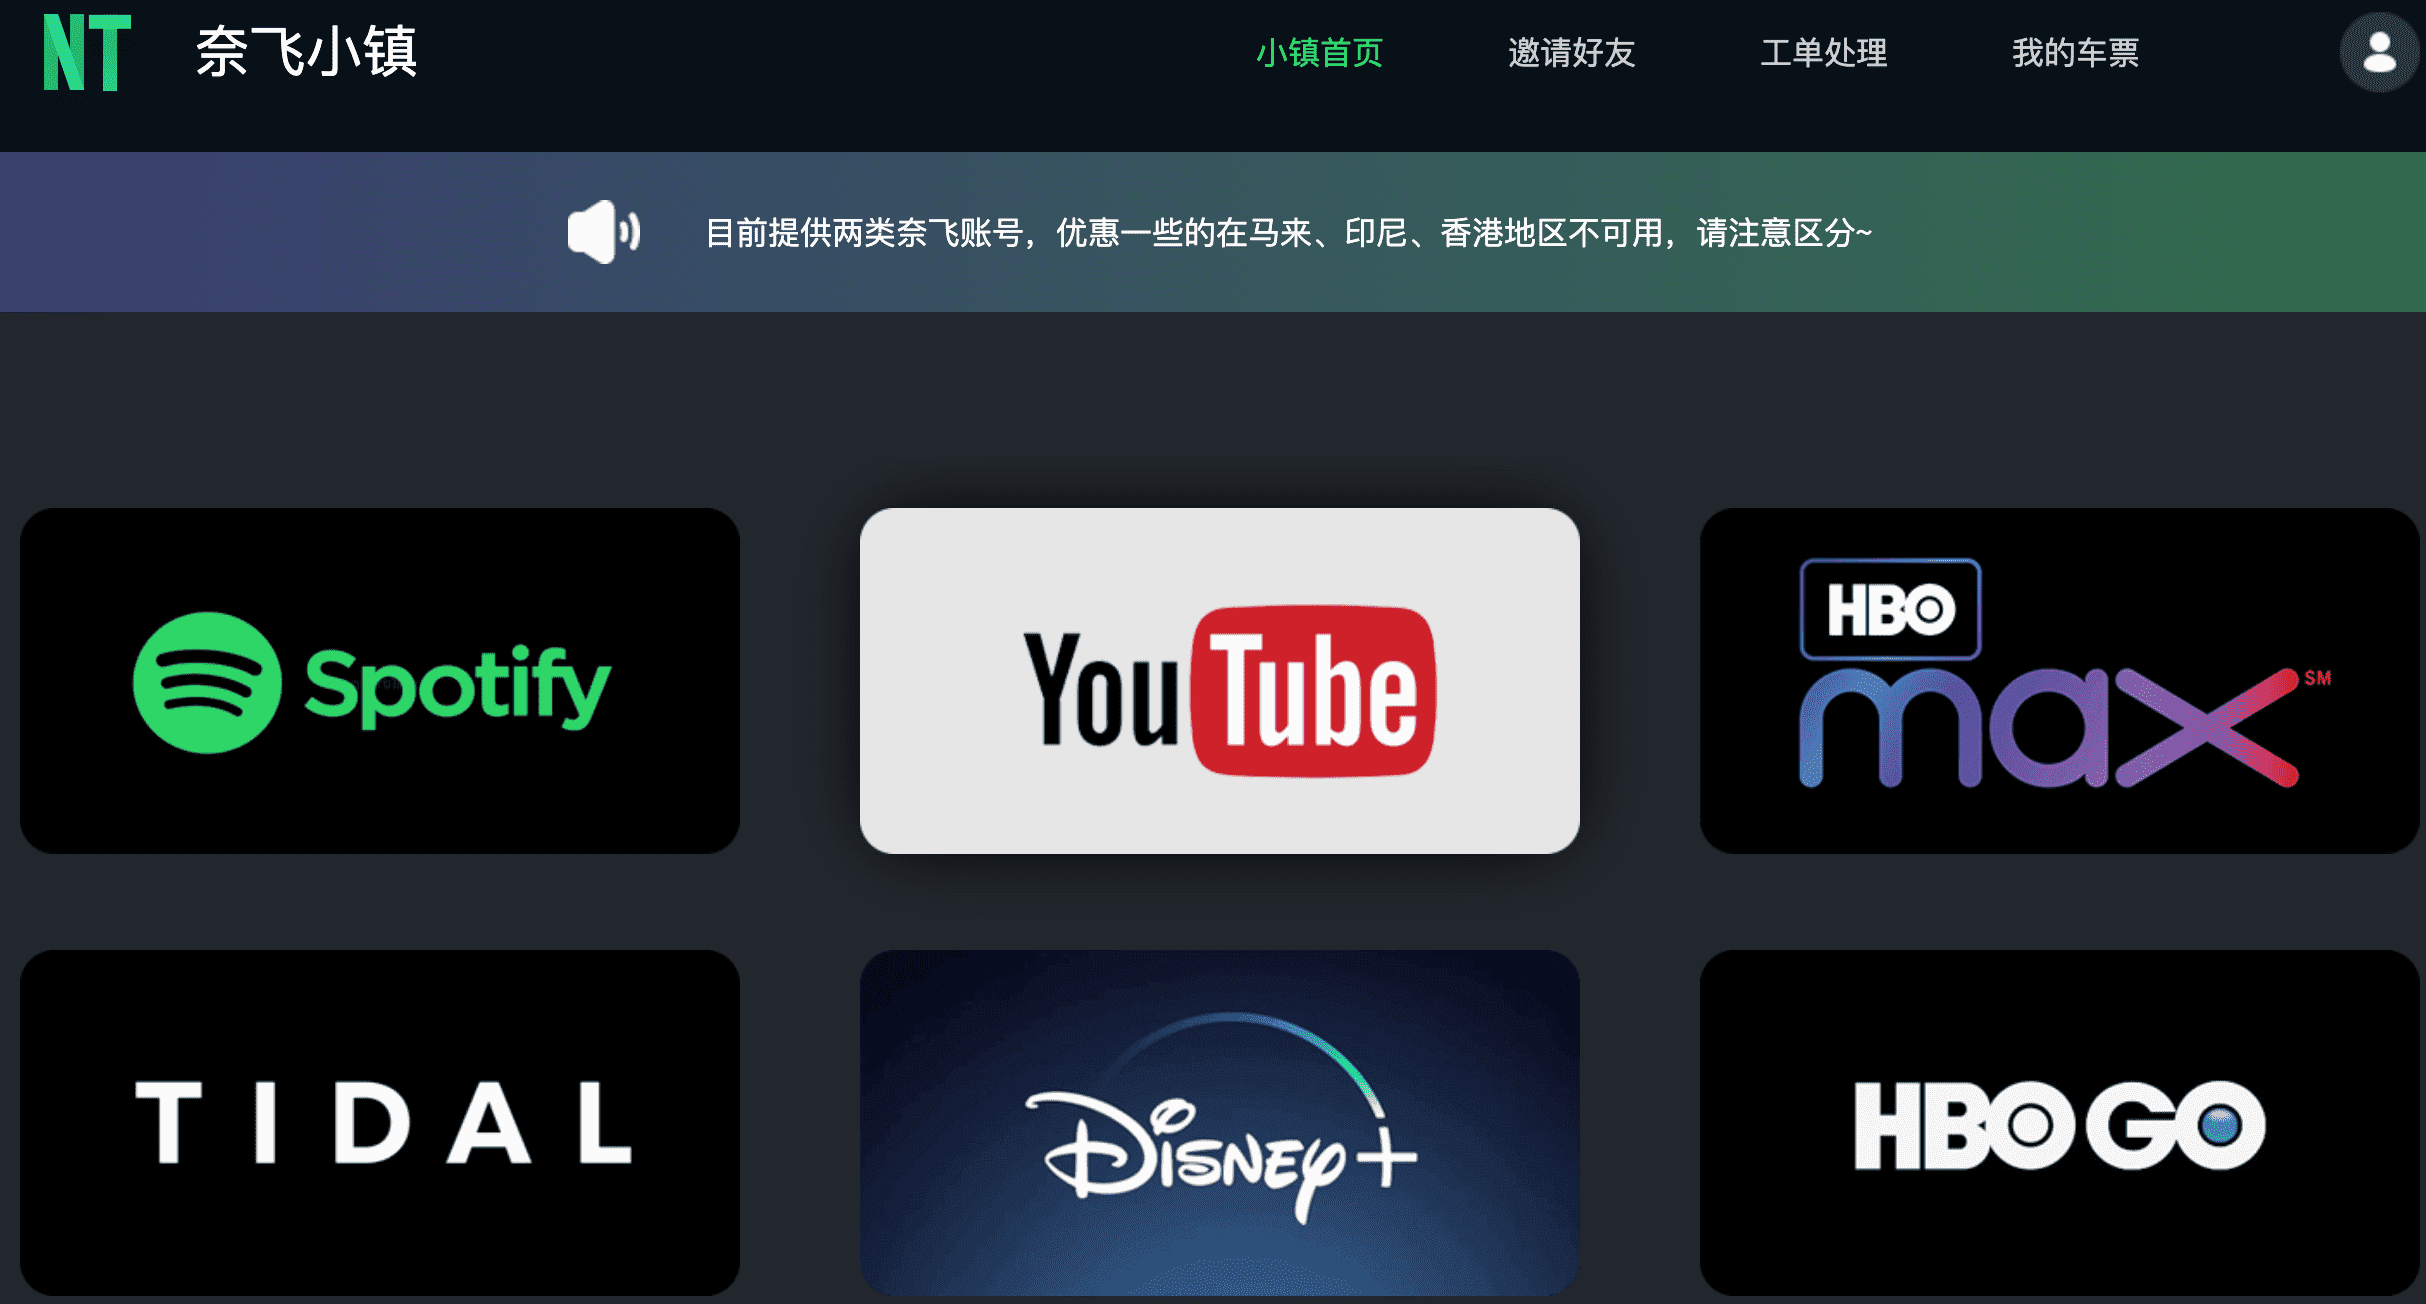 NT 奈飞小镇 小镇首页 邀请好友 工单处理 我的车票
目前提供两类奈飞账号，优惠一些的在马来、印尼、香港地区不可用，请注意区分~
Spotify
YouTube
HBO
max SM
TIDAL
Disney+
HBO GO